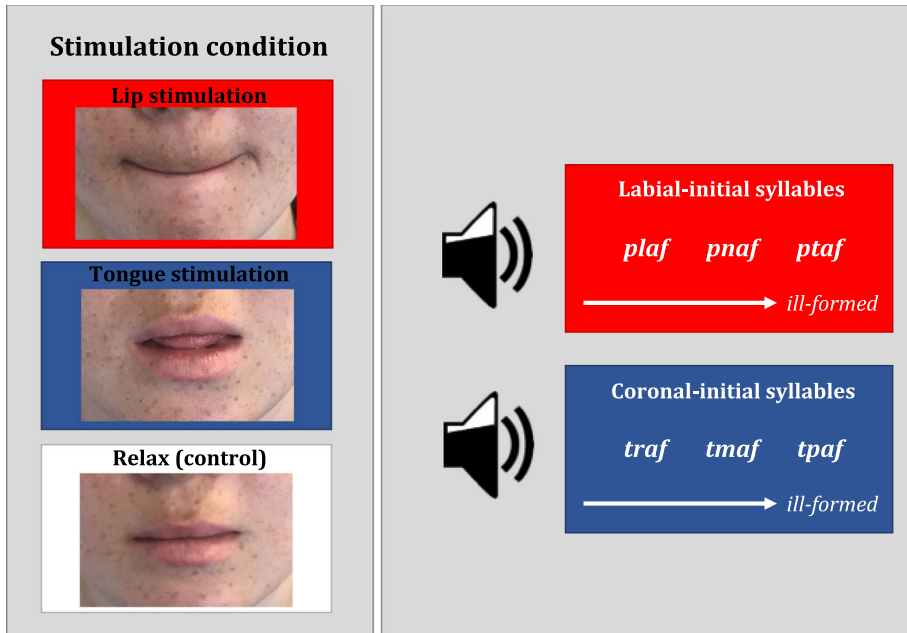 Stimulation condition
Lip stimulation
Tongue stimulation
Relax (control)
Labial-initial syllables
plaf pnaf ptaf
ill-formed
Coronal-initial syllables
traf tmaf tpaf
ill-formed